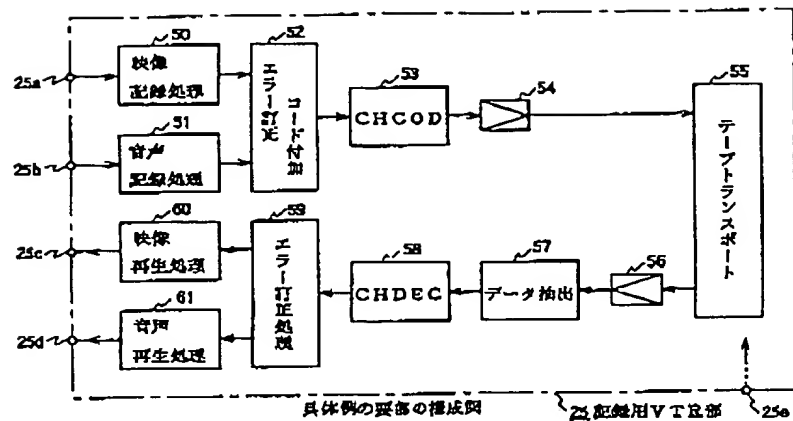 50
52
映像
記録処理
25a
エラー訂正
コード付加
53
CHCOD
54
55
テープトランスポート
51
音声
記録処理
25b
60
映像
再生処理
25c
59
エラー訂正処理
58
CHDEC
57
データ抽出
56
61
音声
再生処理
25d
具体例の要部の構成図
25 記録用VTR部
25e